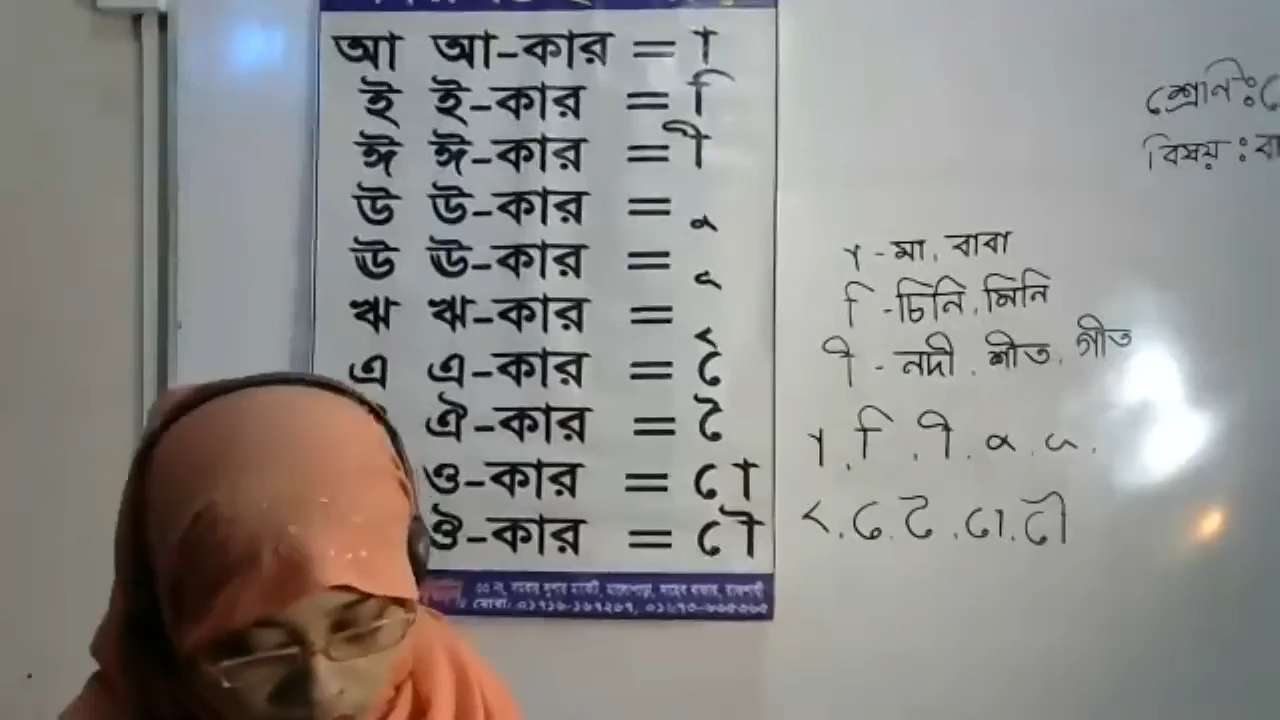 আ আ-কার = া
ই ই-কার = ি
ঈ ঈ-কার = ী
উ উ-কার = ু
ঊ ঊ-কার = ূ
ঋ ঋ-কার = ৃ
এ এ-কার = ে
ঐ-কার = ৈ
ও-কার = ো
ঔ-কার = ৌ
শ্রেণি:
বিষয় : বা
া - মা, বাবা
ি - চিনি, মিনি
ী - নদী, শীত, গীত
া, ি, ী, ু, ূ,
ৃ, ে, ৈ, ো, ৌ